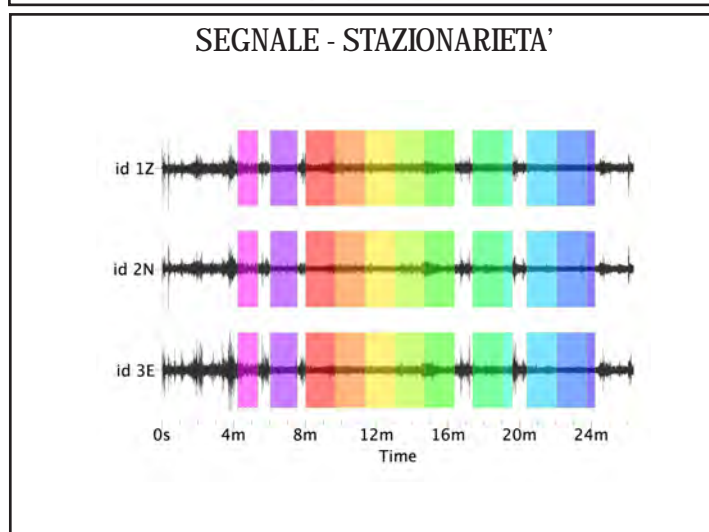 SEGNALE - STAZIONARIETA'
id 1Z
id 2N
id 3E
0s 4m 8m 12m 16m 20m 24m
Time